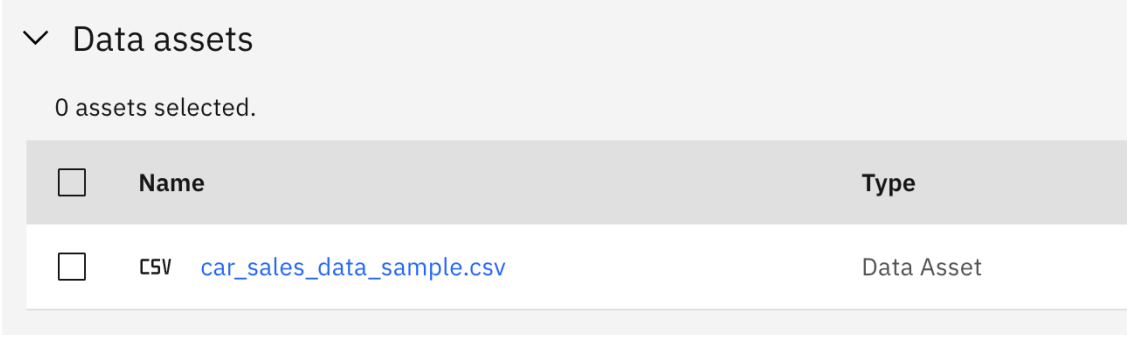 Data assets
0 assets selected.
Name Type
CSV car_sales_data_sample.csv Data Asset